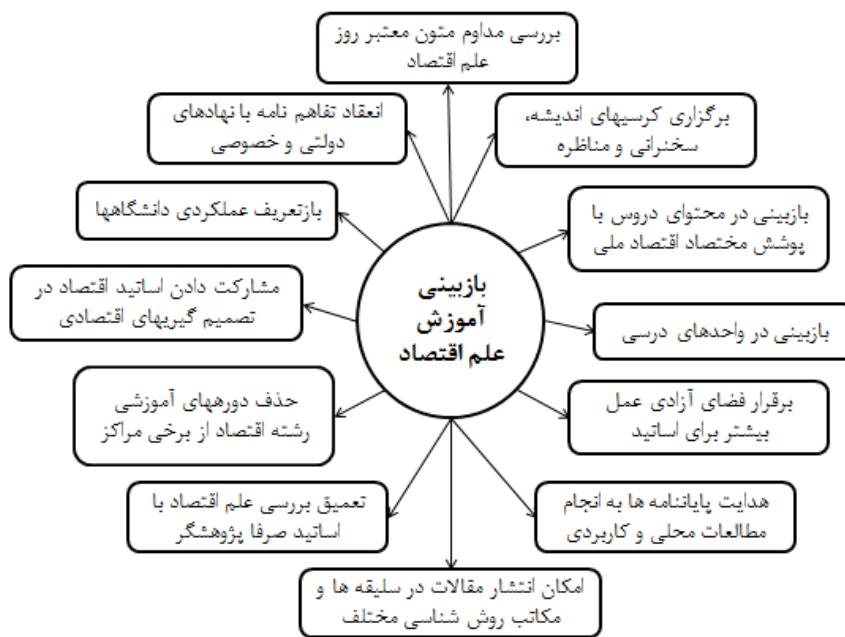 بررسی مداوم متون معتبر روز
علم اقتصاد
برگزاری کرسیهای اندیشه،
سخنرانی و مناظره
انعقاد تفاهم نامه با نهادهای
دولتی و خصوصی
بازبینی در محتوای دروس با
پوشش مختصاد اقتصاد ملی
بازتعریف عملکردی دانشگاهها
بازبینی
آموزش
علم اقتصاد
مشارکت دادن اساتید اقتصاد در
تصمیم گیریهای اقتصادی
بازبینی در واحدهای درسی
برقرار فضای آزادی عمل
بیشتر برای اساتید
حذف دورههای آموزشی
رشته اقتصاد از برخی مراکز
هدایت پایاننامه ها به انجام
مطالعات محلی و کاربردی
تعمیق بررسی علم اقتصاد با
اساتید صرفا پژوهشگر
امکان انتشار مقالات در سلیقه ها و
مکاتب روش شناسی مختلف